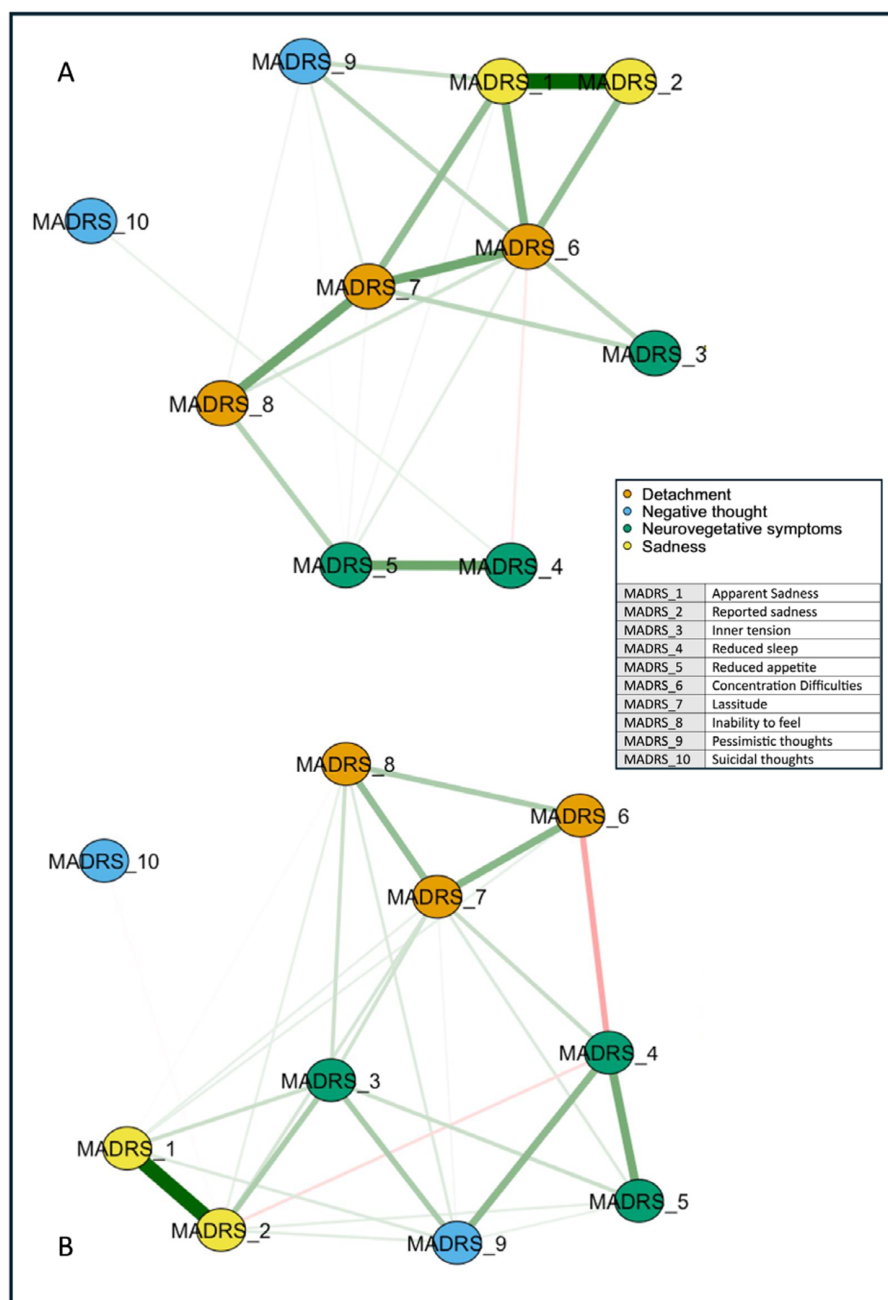 A
MADRS_9
MADRS_1
MADRS_2
MADRS_10
MADRS_6
MADRS_7
MADRS_3
MADRS_8
MADRS_5
MADRS_4
Detachment
Negative thought
Neurovegetative symptoms
Sadness
MADRS_1 Apparent Sadness
MADRS_2 Reported sadness
MADRS_3 Inner tension
MADRS_4 Reduced sleep
MADRS_5 Reduced appetite
MADRS_6 Concentration Difficulties
MADRS_7 Lassitude
MADRS_8 Inability to feel
MADRS_9 Pessimistic thoughts
MADRS_10 Suicidal thoughts
MADRS_8
MADRS_6
MADRS_10
MADRS_7
MADRS_4
MADRS_3
MADRS_1
MADRS_5
MADRS_2
MADRS_9
B